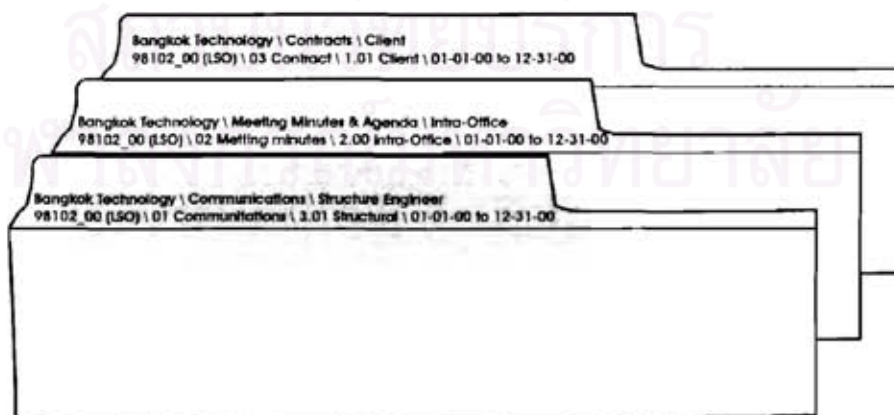 Bangkok Technology \ Contracts \ Client
98102_00 (LSO) \ 03 Contract \ 1.01 Client \ 01-01-00 to 12-31-00
Bangkok Technology \ Meeting Minutes & Agenda \ Intra-Office
98102_00 (LSO) \ 02 Metting minutes \ 2.00 Intra-Office \ 01-01-00 to 12-31-00
Bangkok Technology \ Communications \ Structure Engineer
98102_00 (LSO) \ 01 Communitations \ 3.01 Structural \ 01-01-00 to 12-31-00